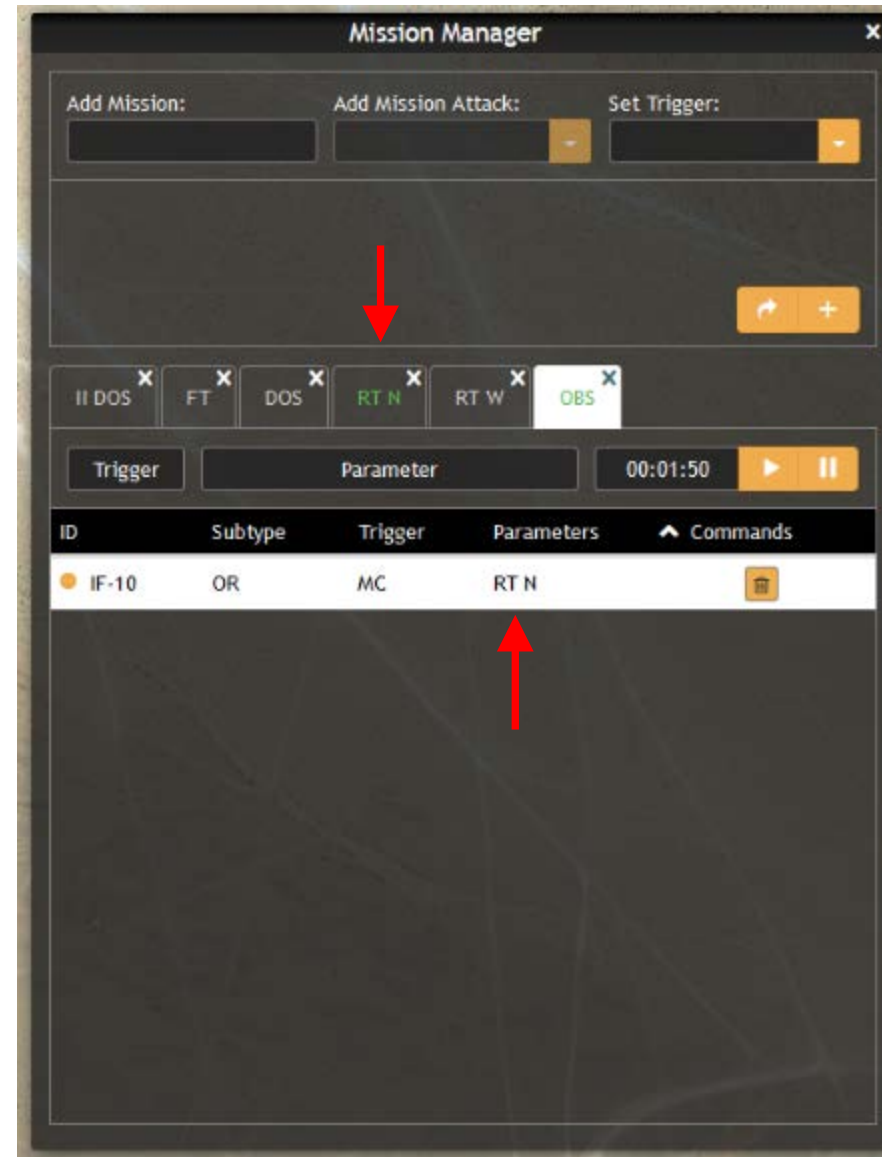 Mission Manager
Add Mission: Add Mission Attack: Set Trigger:
II DOS FT DOS RT N RT W OBS
Trigger Parameter 00:01:50
ID Subtype Trigger Parameters Commands
IF-10 OR MC RT N